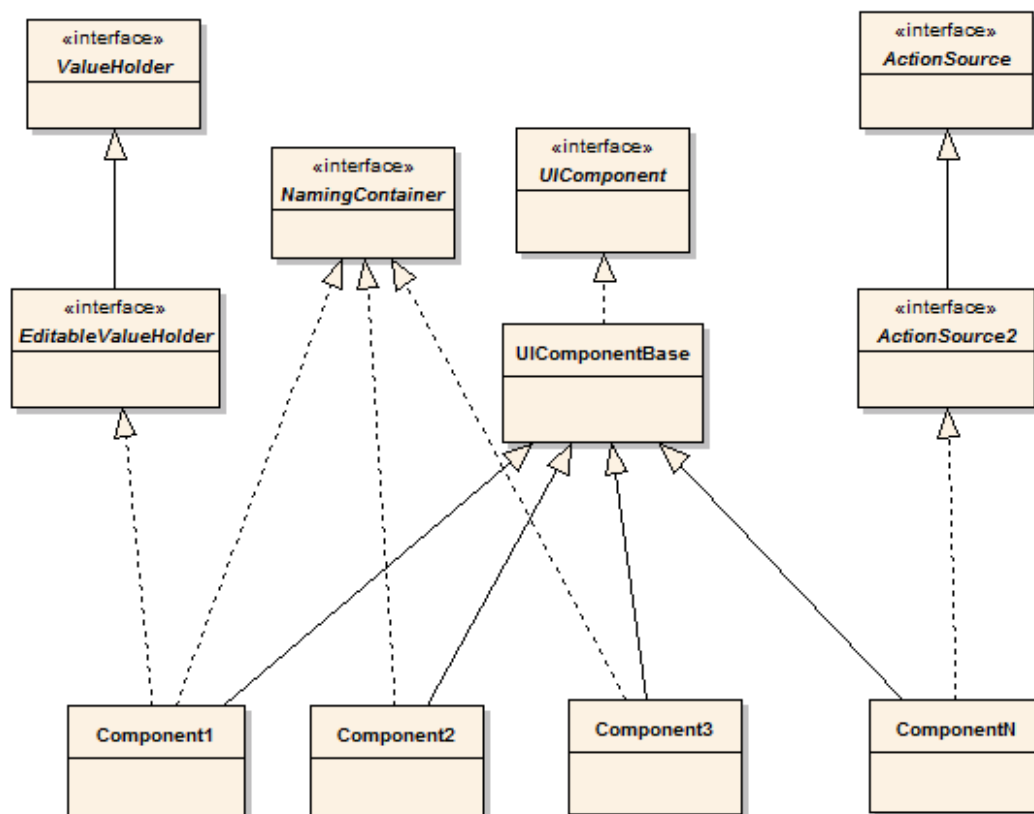 «interface»
ValueHolder
«interface»
ActionSource
«interface»
NamingContainer
«interface»
UIComponent
«interface»
EditableValueHolder
«interface»
ActionSource2
UIComponentBase
Component1
Component2
Component3
ComponentN